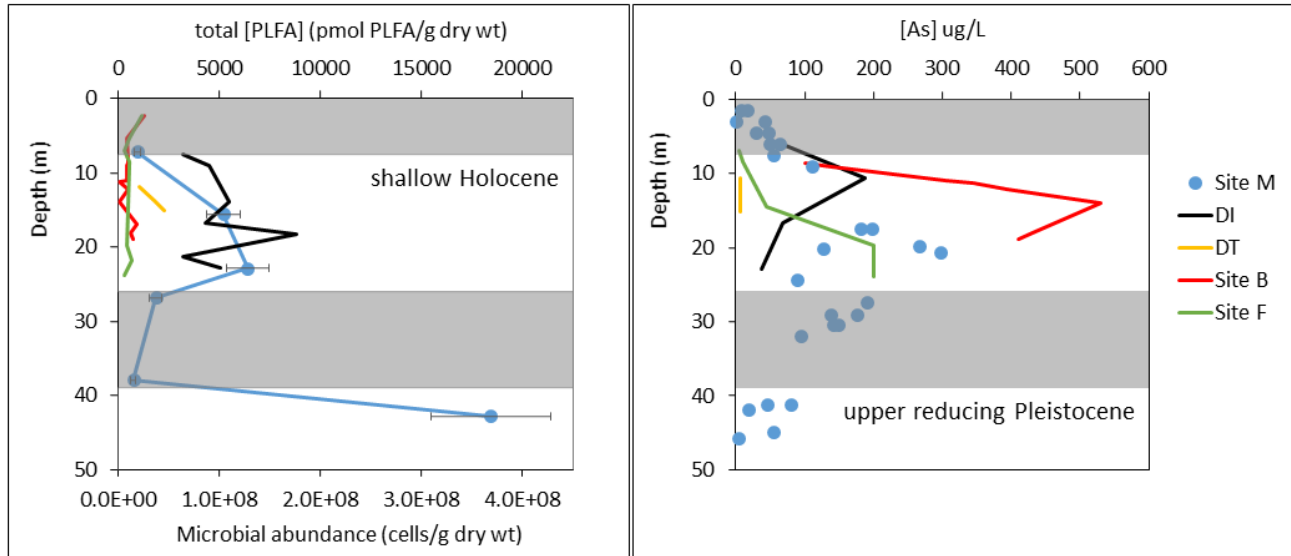 total [PLFA] (pmol PLFA/g dry wt)
0 5000 10000 15000 20000
0
10
20
30
40
50
Depth (m)
shallow Holocene
0.0E+00 1.0E+08 2.0E+08 3.0E+08 4.0E+08
Microbial abundance (cells/g dry wt)
[As] ug/L
0 100 200 300 400 500 600
0
10
20
30
40
50
Depth (m)
upper reducing Pleistocene
Site M
DI
DT
Site B
Site F